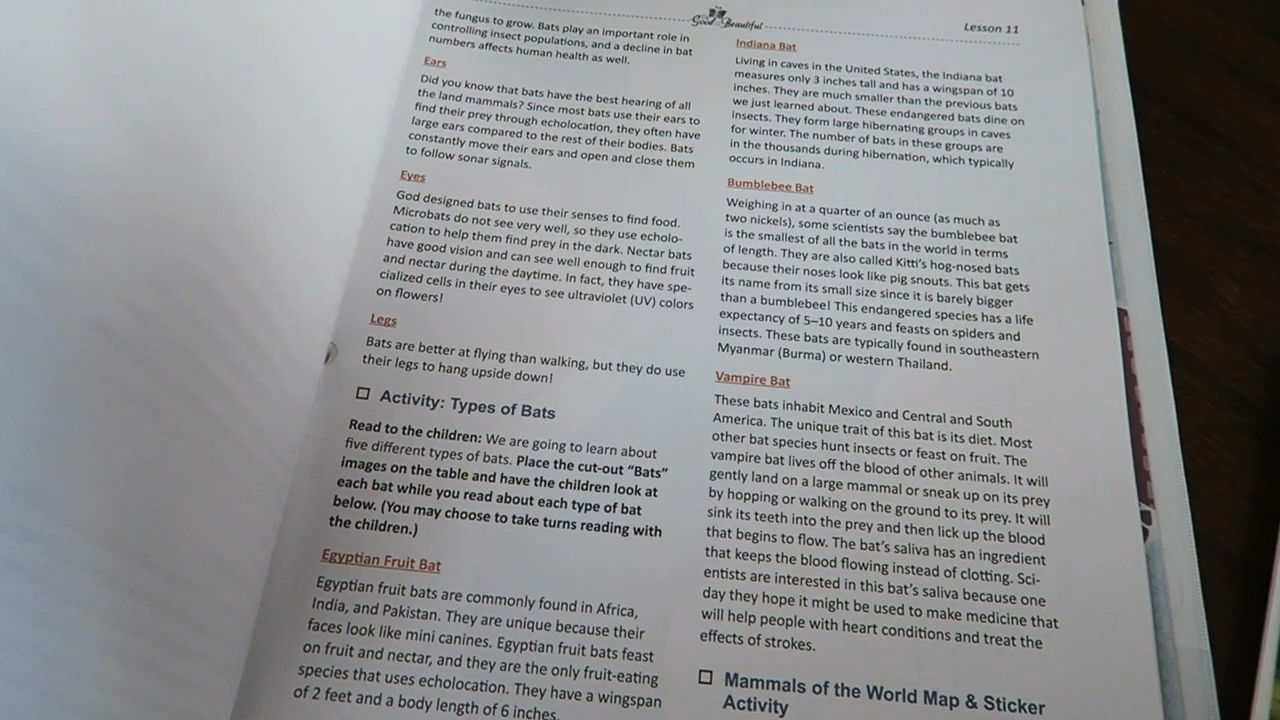 Good & Beautiful
Lesson 11
the fungus to grow. Bats play an important role in
controlling insect populations, and a decline in bat
numbers affects human health as well.
Ears
Did you know that bats have the best hearing of all
the land mammals? Since most bats use their ears to
find their prey through echolocation, they often have
large ears compared to the rest of their bodies. Bats
constantly move their ears and open and close them
to follow sonar signals.
Eyes
God designed bats to use their senses to find food.
Microbats do not see very well, so they use echolo-
cation to help them find prey in the dark. Nectar bats
have good vision and can see well enough to find fruit
and nectar during the daytime. In fact, they have spe-
cialized cells in their eyes to see ultraviolet (UV) colors
on flowers!
Legs
Bats are better at flying than walking, but they do use
their legs to hang upside down!
Activity: Types of Bats
Read to the children: We are going to learn about
five different types of bats. Place the cut-out “Bats”
images on the table and have the children look at
each bat while you read about each type of bat
below. (You may choose to take turns reading with
the children.)
Egyptian Fruit Bat
Egyptian fruit bats are commonly found in Africa,
India, and Pakistan. They are unique because their
faces look like mini canines. Egyptian fruit bats feast
on fruit and nectar, and they are the only fruit-eating
species that uses echolocation. They have a wingspan
of 2 feet and a body length of 6 inches.
Indiana Bat
Living in caves in the United States, the Indiana bat
measures only 3 inches tall and has a wingspan of 10
inches. They are much smaller than the previous bats
we just learned about. These endangered bats dine on
insects. They form large hibernating groups in caves
for winter. The number of bats in these groups are
in the thousands during hibernation, which typically
occurs in Indiana.
Bumblebee Bat
Weighing in at a quarter of an ounce (as much as
two nickels), some scientists say the bumblebee bat
is the smallest of all the bats in the world in terms
of length. They are also called Kitti's hog-nosed bats
because their noses look like pig snouts. This bat gets
its name from its small size since it is barely bigger
than a bumblebee! This endangered species has a life
expectancy of 5–10 years and feasts on spiders and
insects. These bats are typically found in southeastern
Myanmar (Burma) or western Thailand.
Vampire Bat
These bats inhabit Mexico and Central and South
America. The unique trait of this bat is its diet. Most
other bat species hunt insects or feast on fruit. The
vampire bat lives off the blood of other animals. It will
gently land on a large mammal or sneak up on its prey
by hopping or walking on the ground to its prey. It will
sink its teeth into the prey and then lick up the blood
that begins to flow. The bat's saliva has an ingredient
that keeps the blood flowing instead of clotting. Sci-
entists are interested in this bat's saliva because one
day they hope it might be used to make medicine that
will help people with heart conditions and treat the
effects of strokes.
Mammals of the World Map & Sticker
Activity